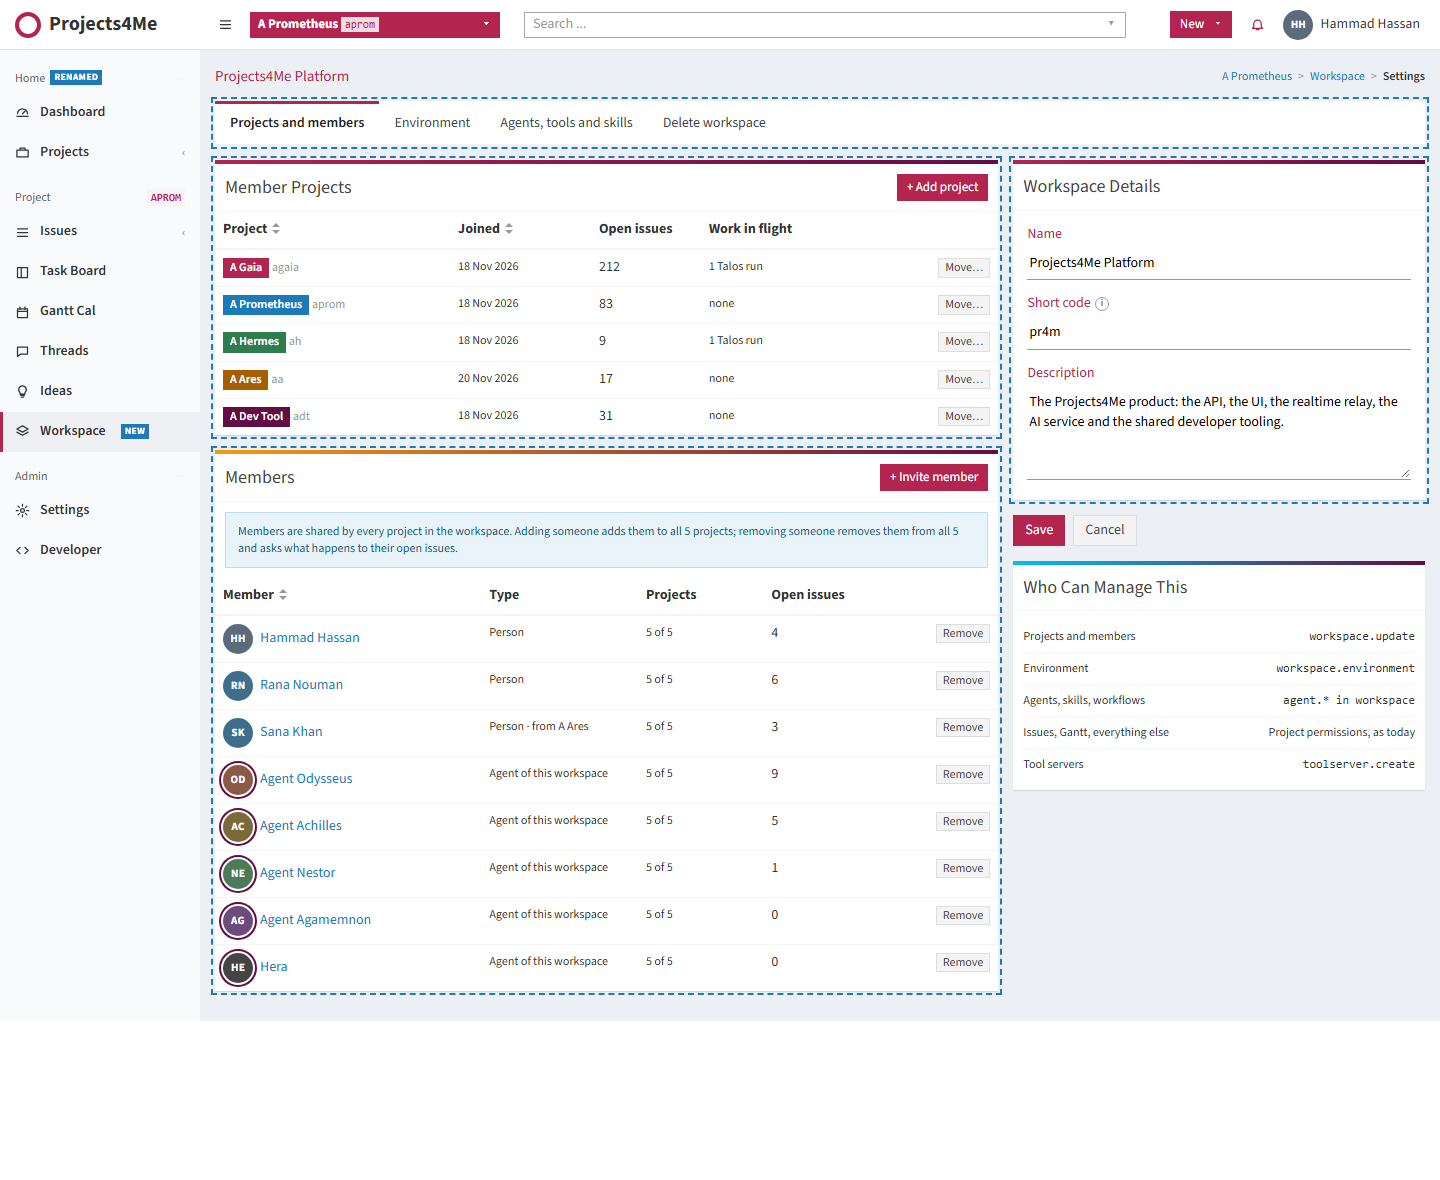 Projects4Me
A Prometheus aprom
Search ...
New
HH Hammad Hassan
Home RENAMED
Dashboard
Projects
Project APROM
Issues
Task Board
Gantt Cal
Threads
Ideas
Workspace NEW
Admin
Settings
Developer
Projects4Me Platform
A Prometheus > Workspace > Settings
Projects and members Environment Agents, tools and skills Delete workspace
Member Projects
+ Add project
Project Joined Open issues Work in flight
A Gaia agaia 18 Nov 2026 212 1 Talos run Move...
A Prometheus aprom 18 Nov 2026 83 none Move...
A Hermes ah 18 Nov 2026 9 1 Talos run Move...
A Ares aa 20 Nov 2026 17 none Move...
A Dev Tool adt 18 Nov 2026 31 none Move...
Members
+ Invite member
Members are shared by every project in the workspace. Adding someone adds them to all 5 projects; removing someone removes them from all 5
and asks what happens to their open issues.
Member Type Projects Open issues
HH Hammad Hassan Person 5 of 5 4 Remove
RN Rana Nouman Person 5 of 5 6 Remove
SK Sana Khan Person · from A Ares 5 of 5 3 Remove
OD Agent Odysseus Agent of this workspace 5 of 5 9 Remove
AC Agent Achilles Agent of this workspace 5 of 5 5 Remove
NE Agent Nestor Agent of this workspace 5 of 5 1 Remove
AG Agent Agamemnon Agent of this workspace 5 of 5 0 Remove
HE Hera Agent of this workspace 5 of 5 0 Remove
Workspace Details
Name
Projects4Me Platform
Short code i
pr4m
Description
The Projects4Me product: the API, the UI, the realtime relay, the
AI service and the shared developer tooling.
Save Cancel
Who Can Manage This
Projects and members workspace.update
Environment workspace.environment
Agents, skills, workflows agent.* in workspace
Issues, Gantt, everything else Project permissions, as today
Tool servers toolserver.create